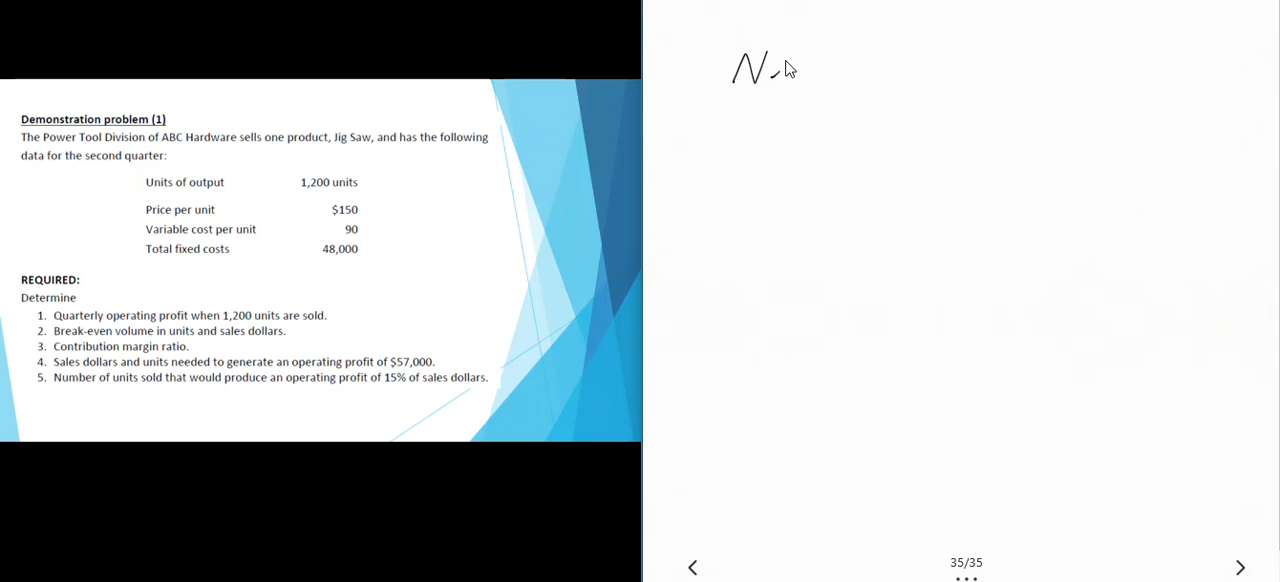 Demonstration problem (1)
The Power Tool Division of ABC Hardware sells one product, Jig Saw, and has the following
data for the second quarter:
Units of output 1,200 units
Price per unit $150
Variable cost per unit 90
Total fixed costs 48,000
REQUIRED:
Determine
1. Quarterly operating profit when 1,200 units are sold.
2. Break-even volume in units and sales dollars.
3. Contribution margin ratio.
4. Sales dollars and units needed to generate an operating profit of $57,000.
5. Number of units sold that would produce an operating profit of 15% of sales dollars.
N
35/35